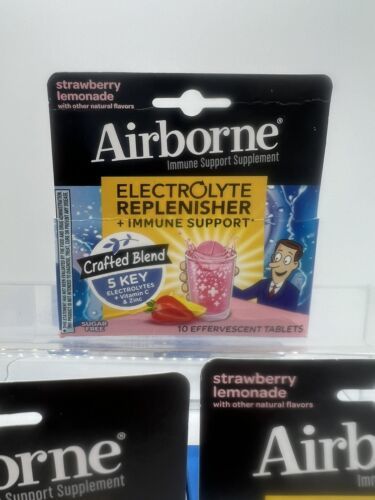 strawberry
lemonade
with other natural flavors
Airborne®
Immune Support Supplement
ELECTROLYTE
REPLENISHER
+ IMMUNE SUPPORT*
Crafted Blend
5 KEY
ELECTROLYTES
+ Vitamin C
& Zinc
SUGAR
FREE
10 EFFERVESCENT TABLETS
orne®
Support Supplement
strawberry
lemonade
with other natural flavors
Airb